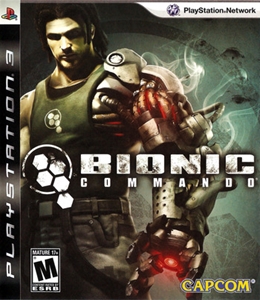 PlayStation Network
PLAYSTATION 3
BIONIC
COMMANDO
MATURE 17+
M
ESRB
CAPCOM